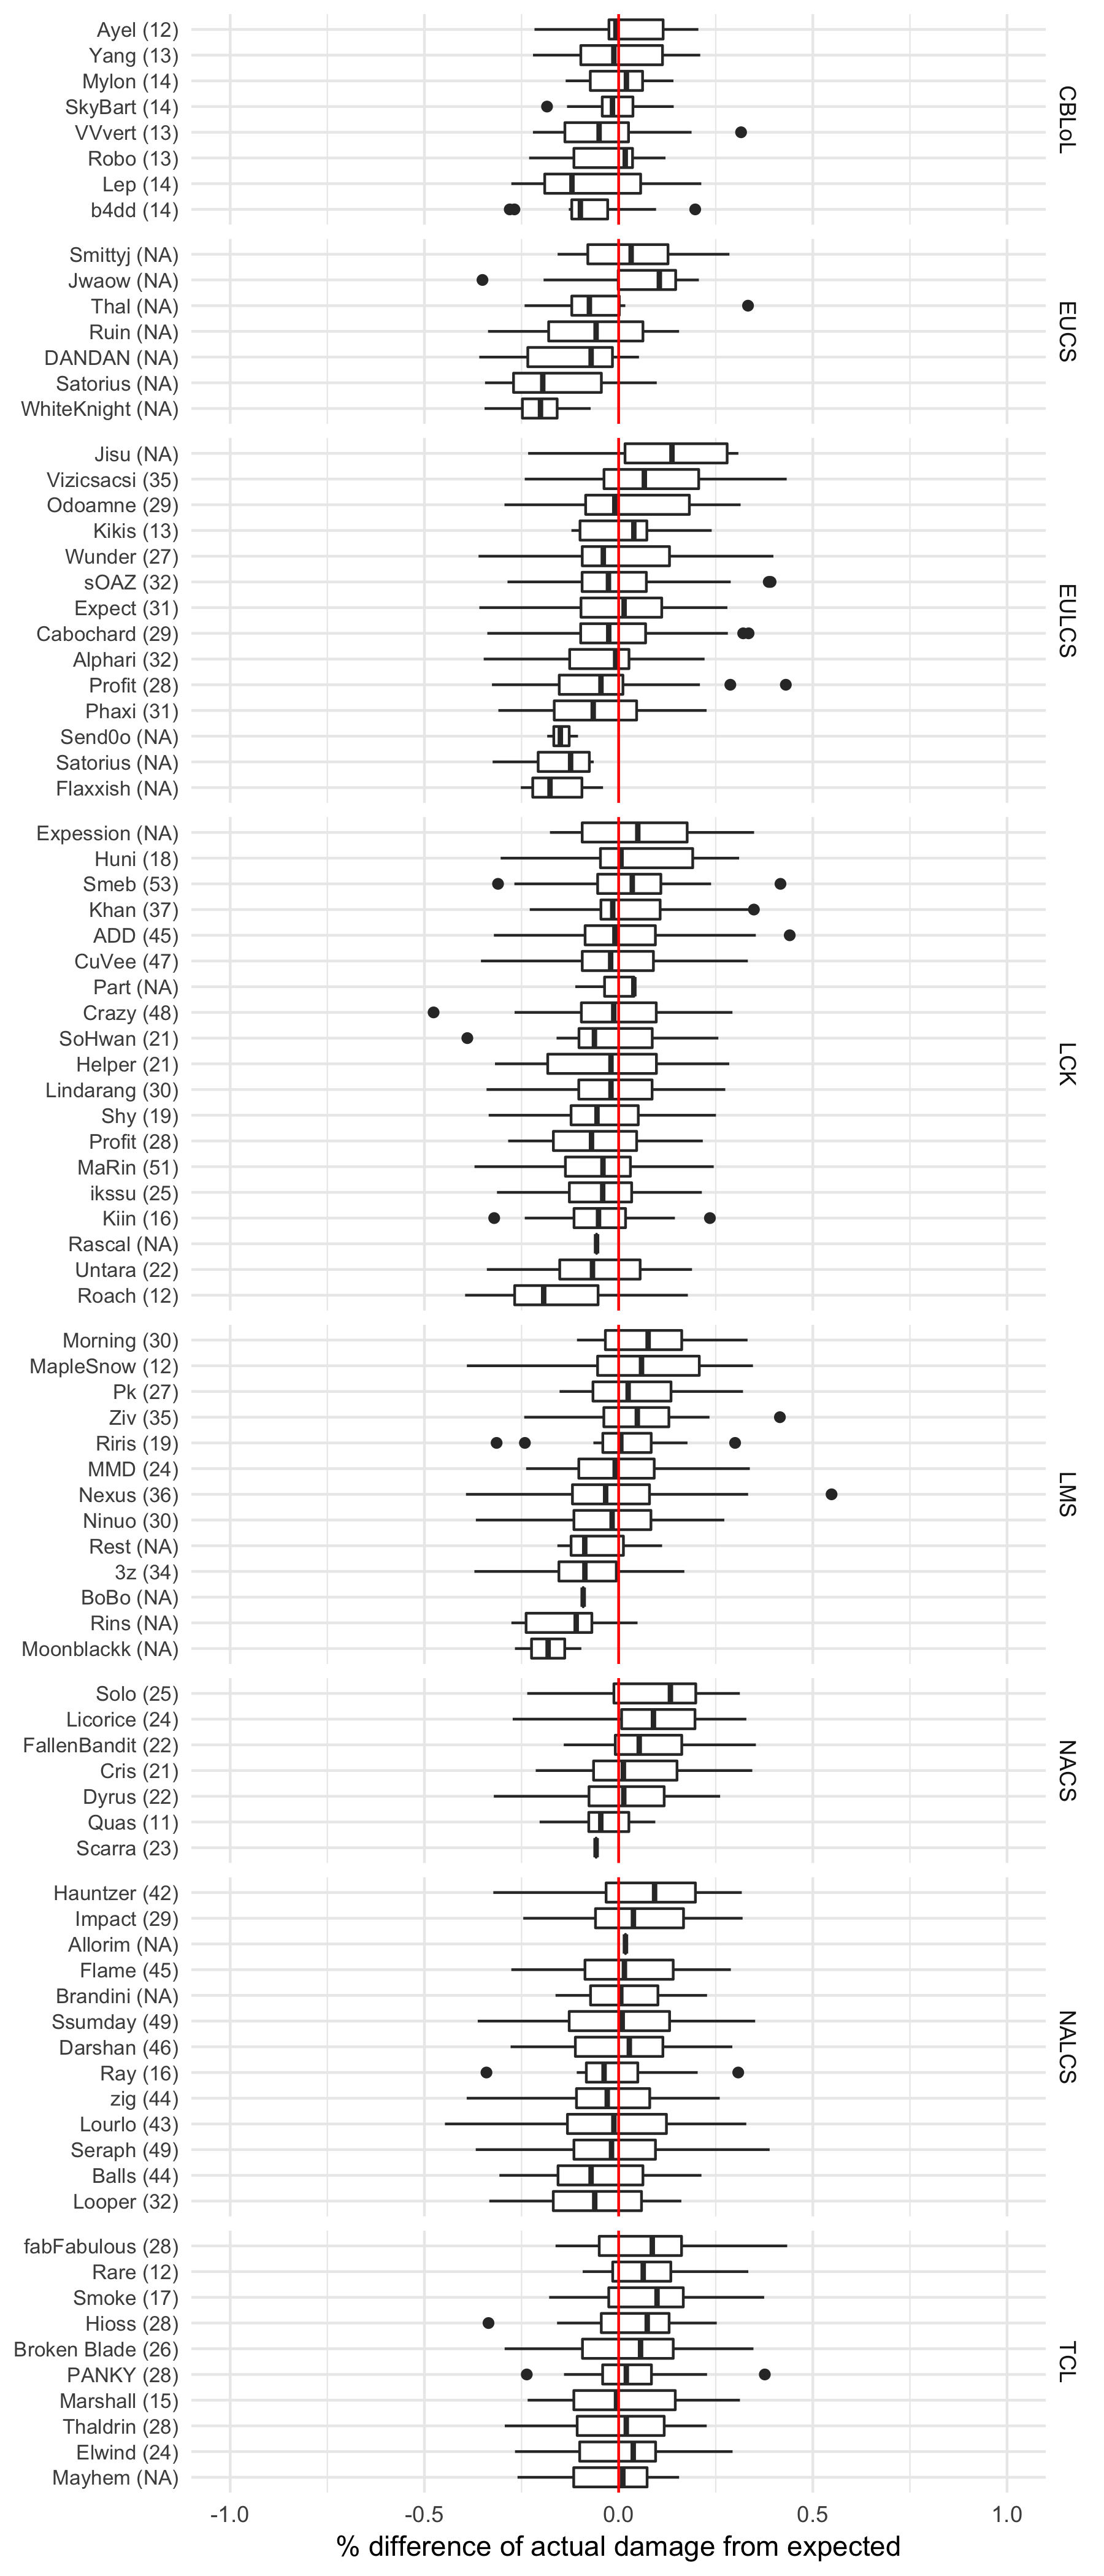 Ayel (12)
Yang (13)
Mylon (14)
SkyBart (14)
VVvert (13)
Robo (13)
Lep (14)
b4dd (14)
CBLoL
Smittyj (NA)
Jwaow (NA)
Thal (NA)
Ruin (NA)
DANDAN (NA)
Satorius (NA)
WhiteKnight (NA)
EUCS
Jisu (NA)
Vizicsacsi (35)
Odoamne (29)
Kikis (13)
Wunder (27)
sOAZ (32)
Expect (31)
Cabochard (29)
Alphari (32)
Profit (28)
Phaxi (31)
Send0o (NA)
Satorius (NA)
Flaxxish (NA)
EULCS
Expession (NA)
Huni (18)
Smeb (53)
Khan (37)
ADD (45)
CuVee (47)
Part (NA)
Crazy (48)
SoHwan (21)
Helper (21)
Lindarang (30)
Shy (19)
Profit (28)
MaRin (51)
ikssu (25)
Kiin (16)
Rascal (NA)
Untara (22)
Roach (12)
LCK
Morning (30)
MapleSnow (12)
Pk (27)
Ziv (35)
Riris (19)
MMD (24)
Nexus (36)
Ninuo (30)
Rest (NA)
3z (34)
BoBo (NA)
Rins (NA)
Moonblackk (NA)
LMS
Solo (25)
Licorice (24)
FallenBandit (22)
Cris (21)
Dyrus (22)
Quas (11)
Scarra (23)
NACS
Hauntzer (42)
Impact (29)
Allorim (NA)
Flame (45)
Brandini (NA)
Ssumday (49)
Darshan (46)
Ray (16)
zig (44)
Lourlo (43)
Seraph (49)
Balls (44)
Looper (32)
NALCS
fabFabulous (28)
Rare (12)
Smoke (17)
Hioss (28)
Broken Blade (26)
PANKY (28)
Marshall (15)
Thaldrin (28)
Elwind (24)
Mayhem (NA)
TCL
-1.0 -0.5 0.0 0.5 1.0
% difference of actual damage from expected